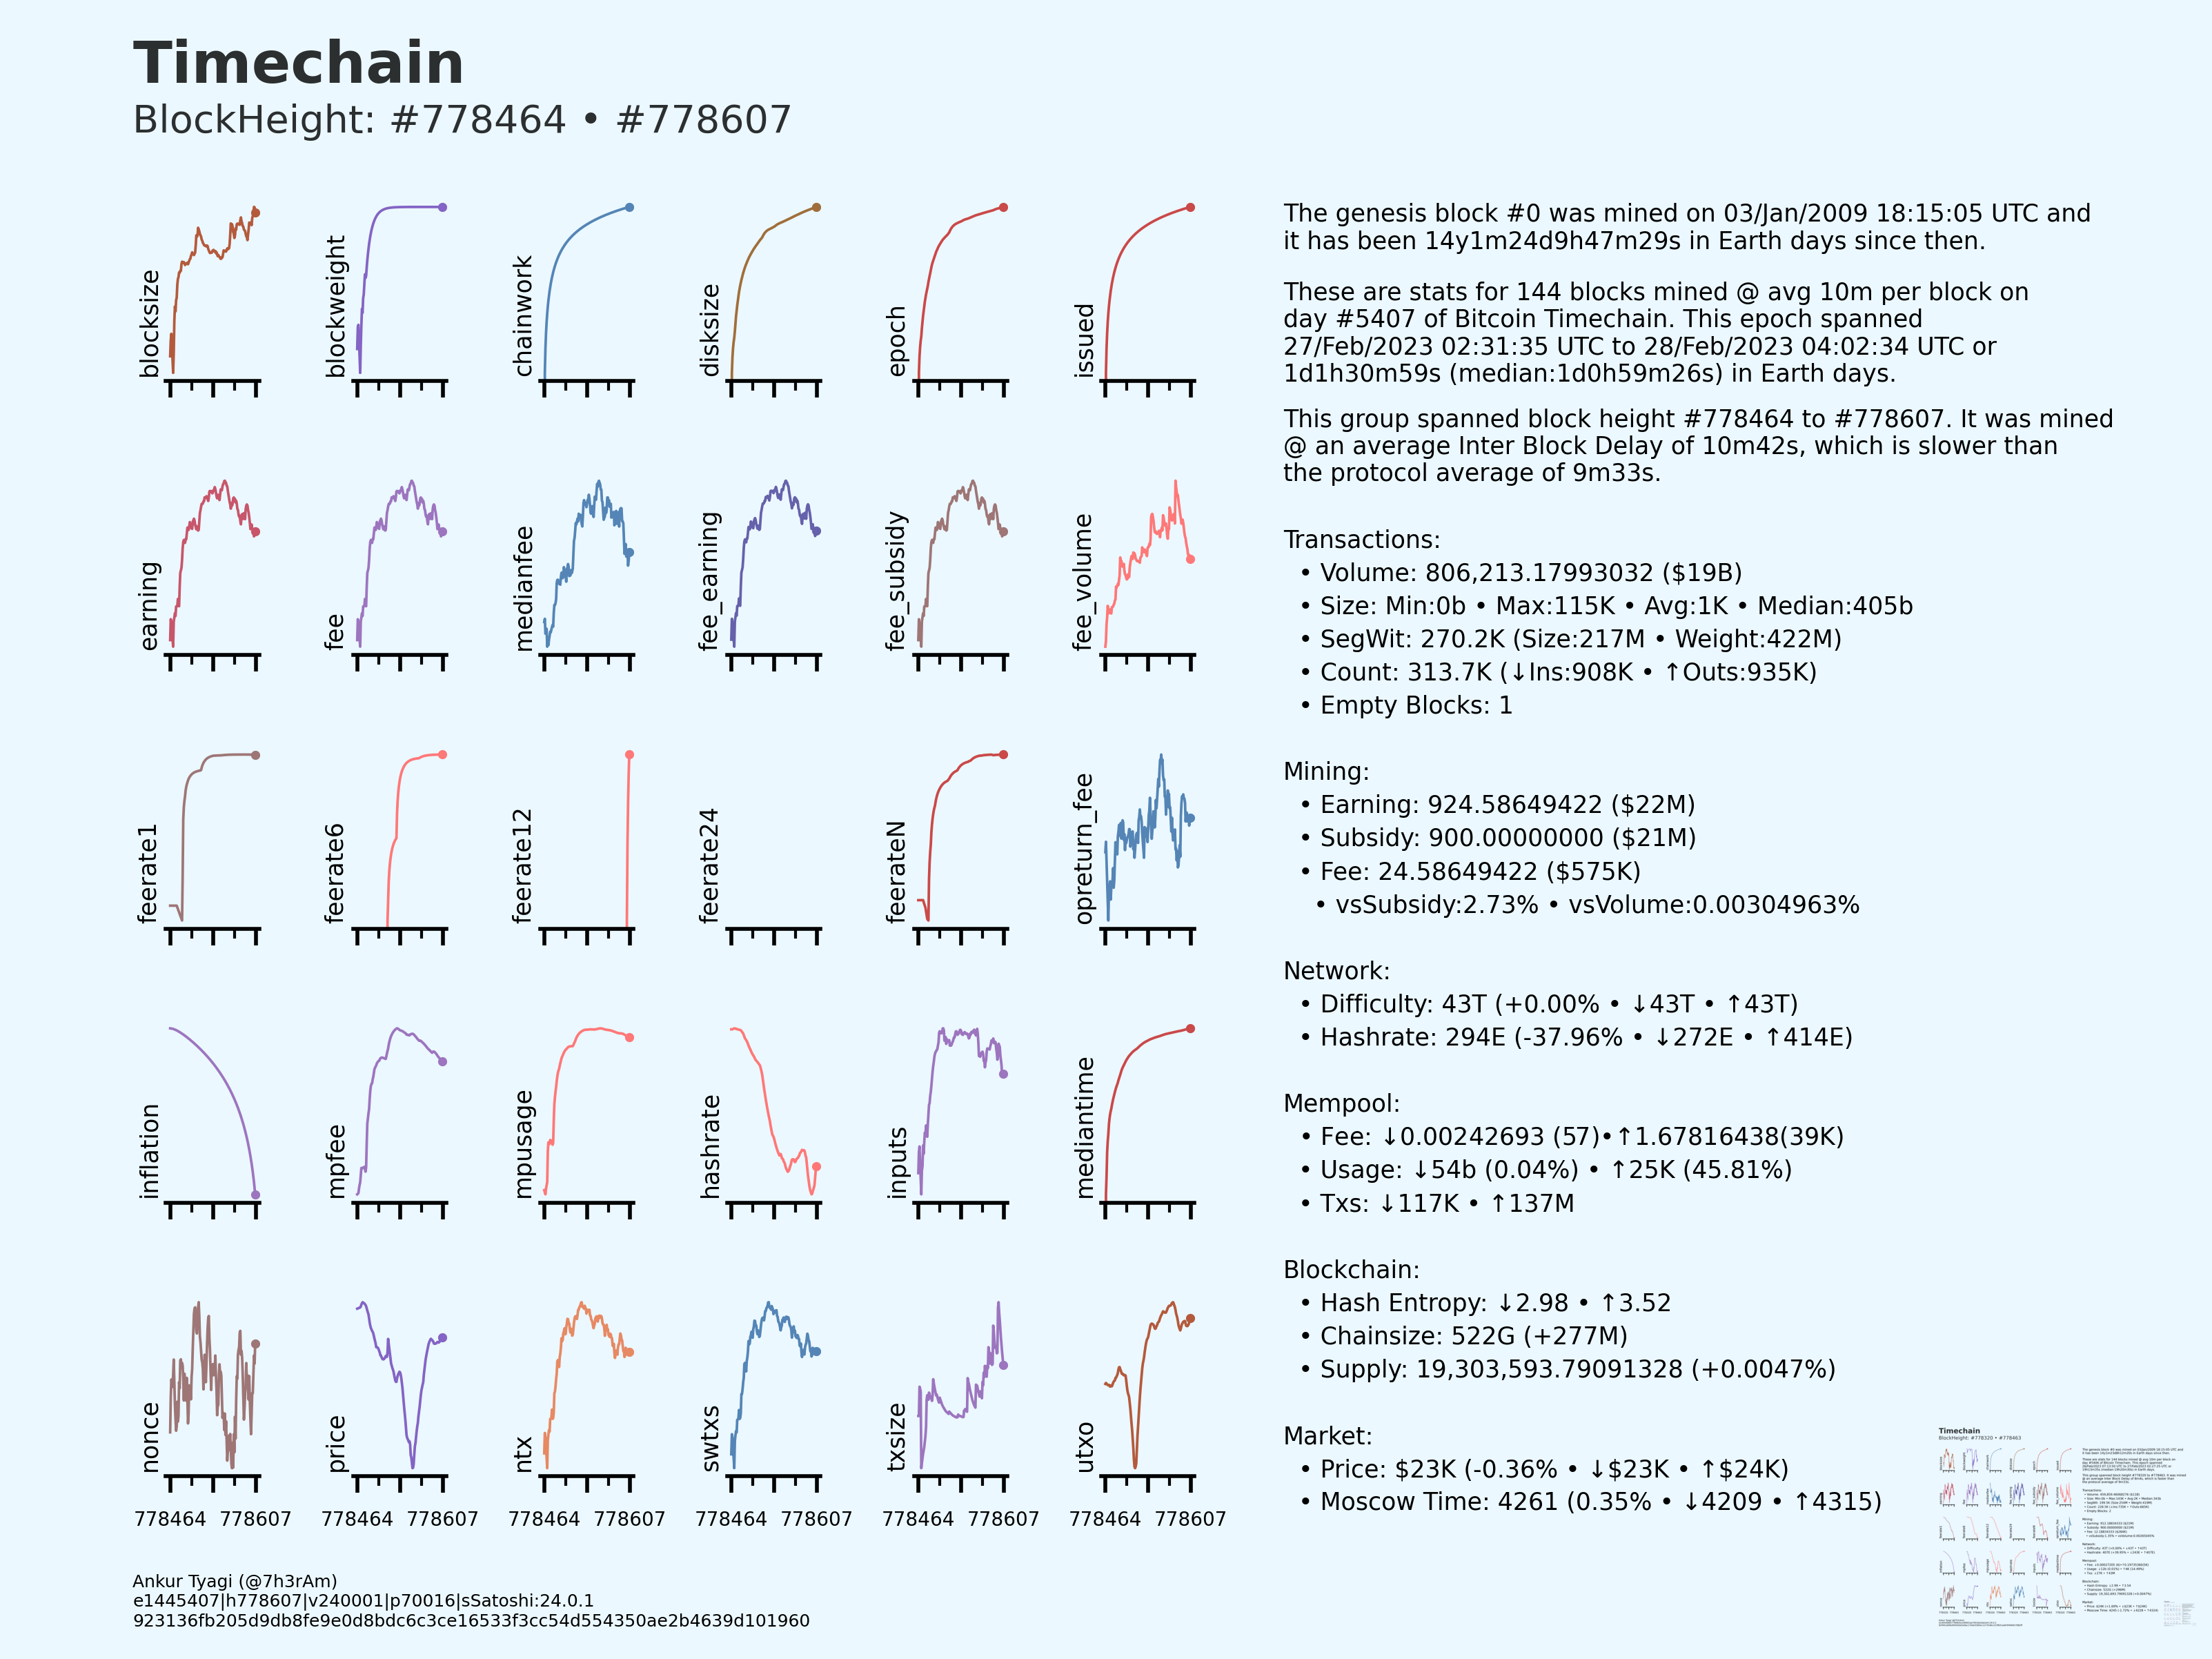 Timechain
BlockHeight: #778464 • #778607
blocksize
blockweight
chainwork
disksize
epoch
issued
earning
fee
medianfee
fee_earning
fee_subsidy
fee_volume
feerate1
feerate6
feerate12
feerate24
feerateN
opreturn_fee
inflation
mpfee
mpusage
hashrate
inputs
mediantime
nonce
price
ntx
swtxs
txsize
utxo
778464 778607 778464 778607 778464 778607 778464 778607 778464 778607 778464 778607
The genesis block #0 was mined on 03/Jan/2009 18:15:05 UTC and
it has been 14y1m24d9h47m29s in Earth days since then.
These are stats for 144 blocks mined @ avg 10m per block on
day #5407 of Bitcoin Timechain. This epoch spanned
27/Feb/2023 02:31:35 UTC to 28/Feb/2023 04:02:34 UTC or
1d1h30m59s (median:1d0h59m26s) in Earth days.
This group spanned block height #778464 to #778607. It was mined
@ an average Inter Block Delay of 10m42s, which is slower than
the protocol average of 9m33s.
Transactions:
• Volume: 806,213.17993032 ($19B)
• Size: Min:0b • Max:115K • Avg:1K • Median:405b
• SegWit: 270.2K (Size:217M • Weight:422M)
• Count: 313.7K (↓Ins:908K • ↑Outs:935K)
• Empty Blocks: 1
Mining:
• Earning: 924.58649422 ($22M)
• Subsidy: 900.00000000 ($21M)
• Fee: 24.58649422 ($575K)
• vsSubsidy:2.73% • vsVolume:0.00304963%
Network:
• Difficulty: 43T (+0.00% • ↓43T • ↑43T)
• Hashrate: 294E (-37.96% • ↓272E • ↑414E)
Mempool:
• Fee: ↓0.00242693 (57)•↑1.67816438(39K)
• Usage: ↓54b (0.04%) • ↑25K (45.81%)
• Txs: ↓117K • ↑137M
Blockchain:
• Hash Entropy: ↓2.98 • ↑3.52
• Chainsize: 522G (+277M)
• Supply: 19,303,593.79091328 (+0.0047%)
Market:
• Price: $23K (-0.36% • ↓$23K • ↑$24K)
• Moscow Time: 4261 (0.35% • ↓4209 • ↑4315)
Ankur Tyagi (@7h3rAm)
e1445407|h778607|v240001|p70016|sSatoshi:24.0.1
923136fb205d9db8fe9e0d8bdc6c3ce16533f3cc54d554350ae2b4639d101960
Timechain
BlockHeight: #778320 • #778463